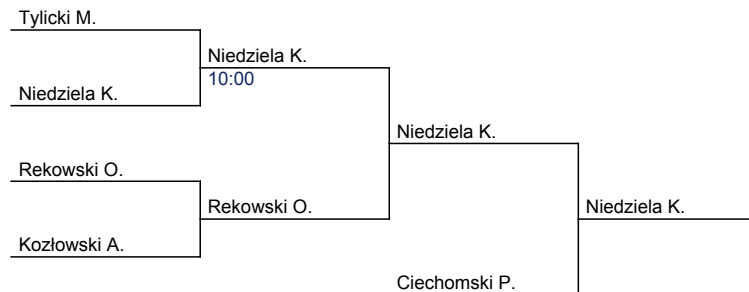 Tylicki M.
Niedziela K.
10:00
Niedziela K.
Niedziela K.
Rekowski O.
Rekowski O.
Niedziela K.
Kozłowski A.
Ciechomski P.